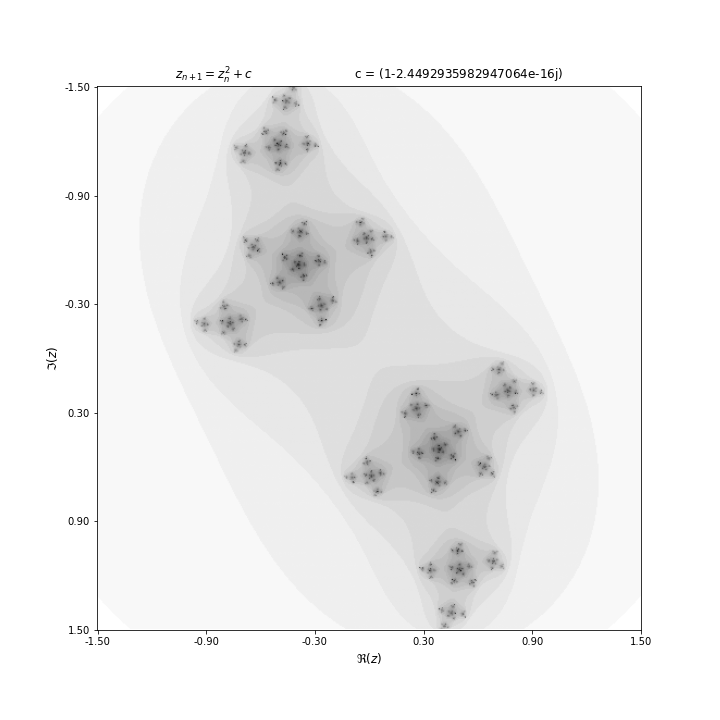 z_{n+1} = z_n^2 + c    c = (1-2.4492935982947064e-16j)
-1.50
-0.90
-0.30
0.30
0.90
1.50
ℑ(z)
-1.50 -0.90 -0.30 0.30 0.90 1.50
ℜ(z)